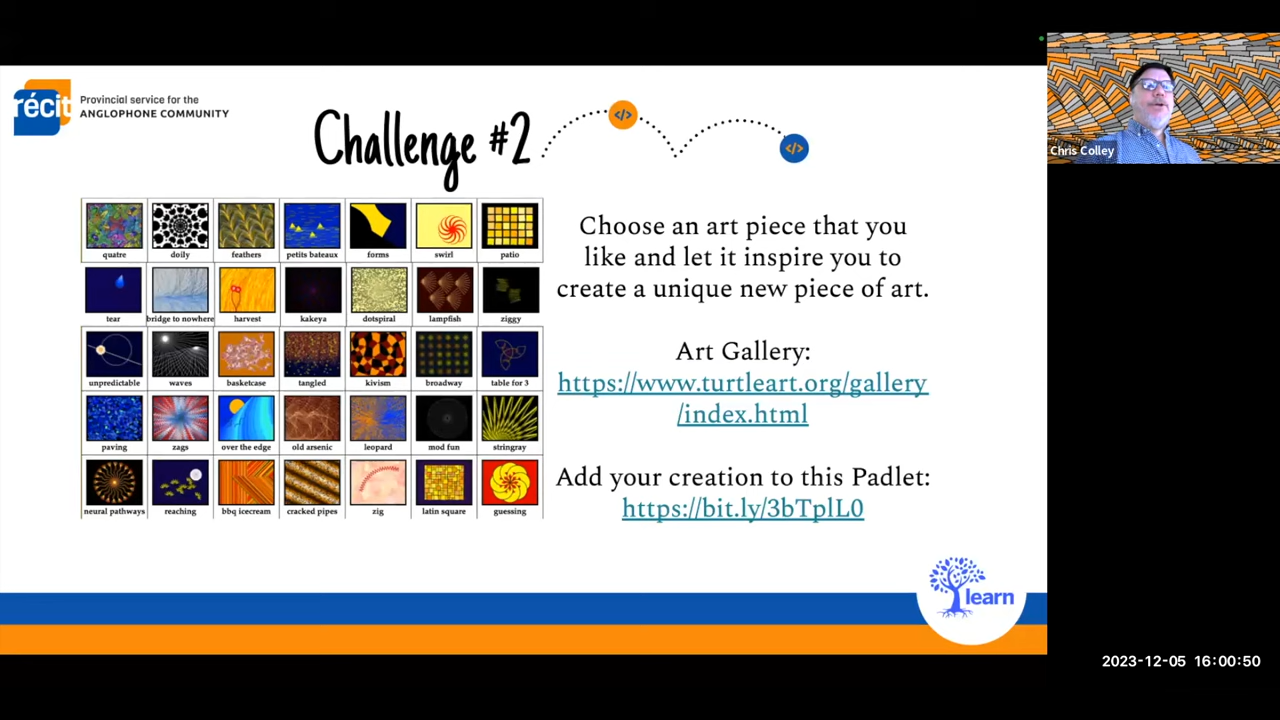 récit
Provincial service for the
ANGLOPHONE COMMUNITY
Challenge #2
</>
</>
Chris Colley
quatre doily feathers petits bateaux forms swirl patio
tear bridge to nowhere harvest kakeya dotspiral lampfish ziggy
unpredictable waves basketcase tangled kivism broadway table for 3
paving zags over the edge old arsenic leopard mod fun stringray
neural pathways reaching bbq icecream cracked pipes zig latin square guessing
Choose an art piece that you
like and let it inspire you to
create a unique new piece of art.
Art Gallery:
https://www.turtleart.org/gallery
/index.html
Add your creation to this Padlet:
https://bit.ly/3bTplL0
learn
2023-12-05 16:00:50